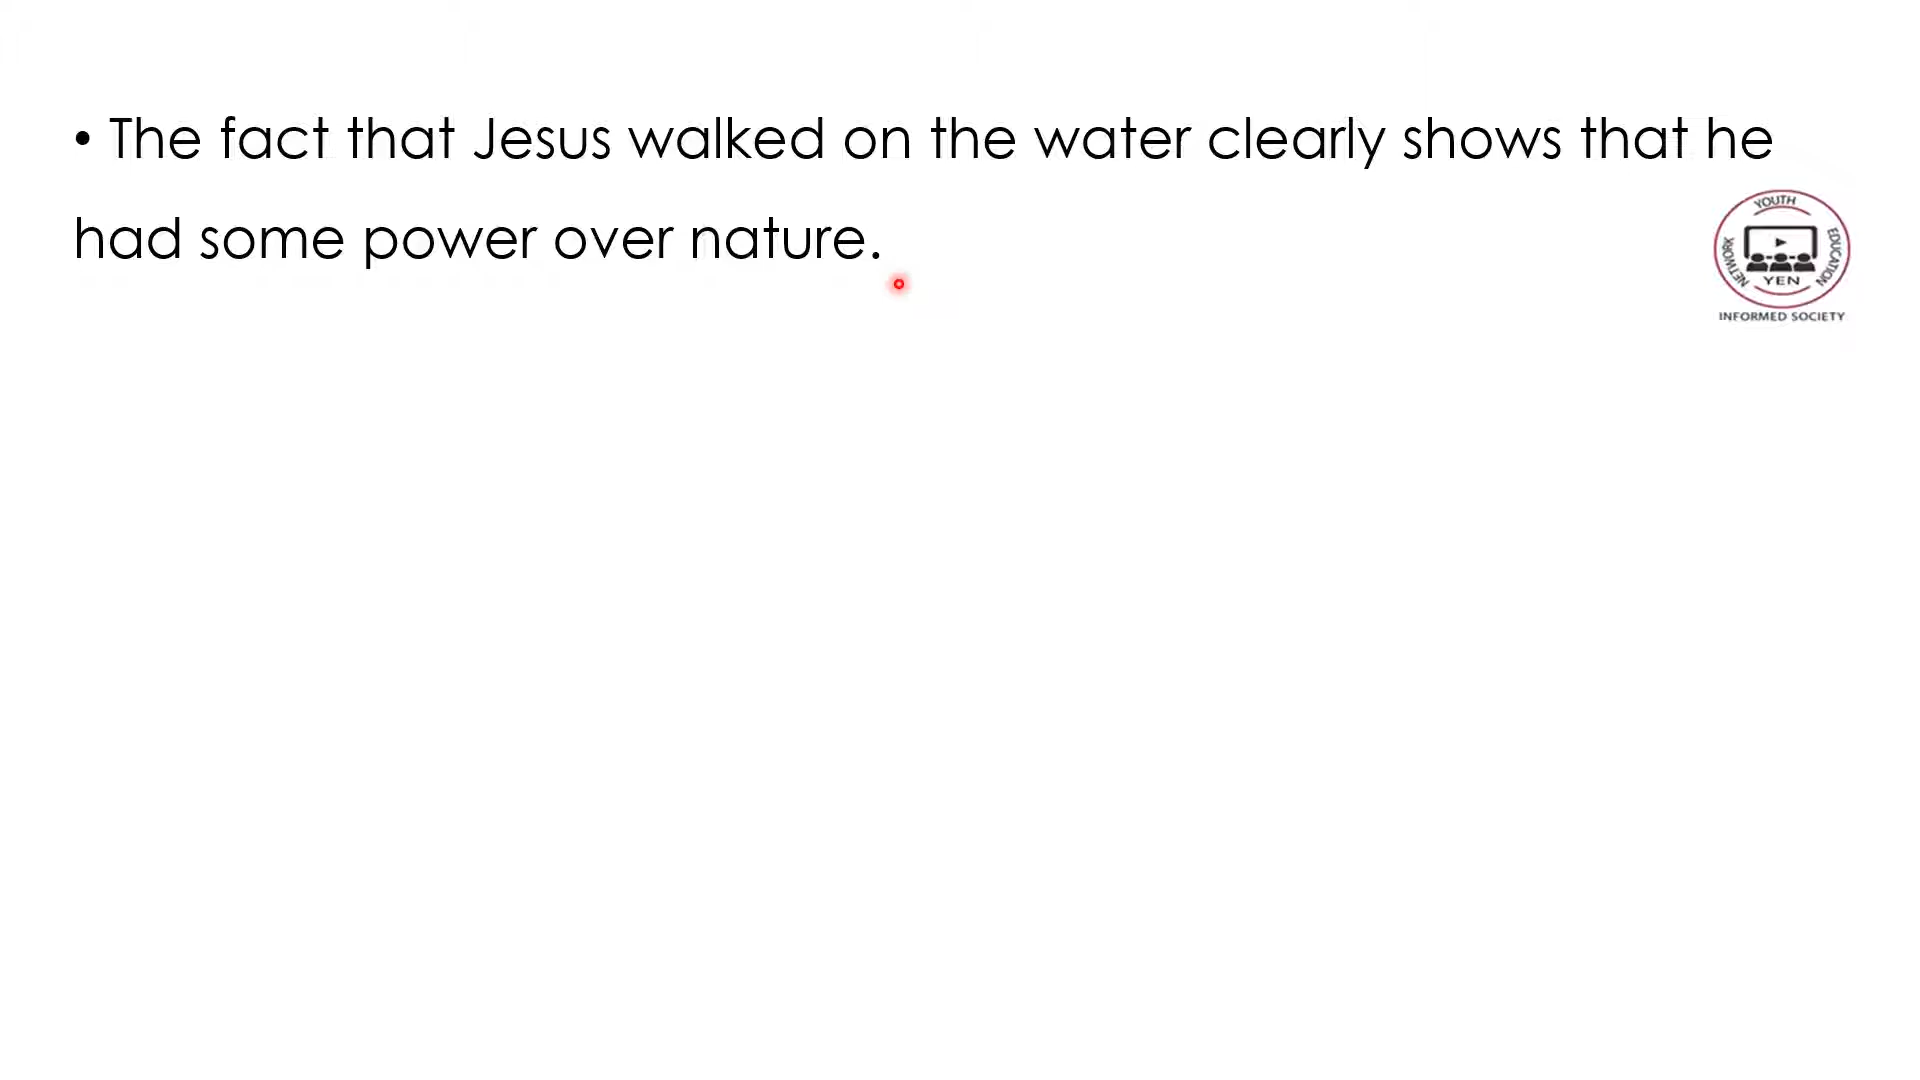 • The fact that Jesus walked on the water clearly shows that he
had some power over nature.
YOUTH
EDUCATION
NETWORK
YEN
INFORMED SOCIETY